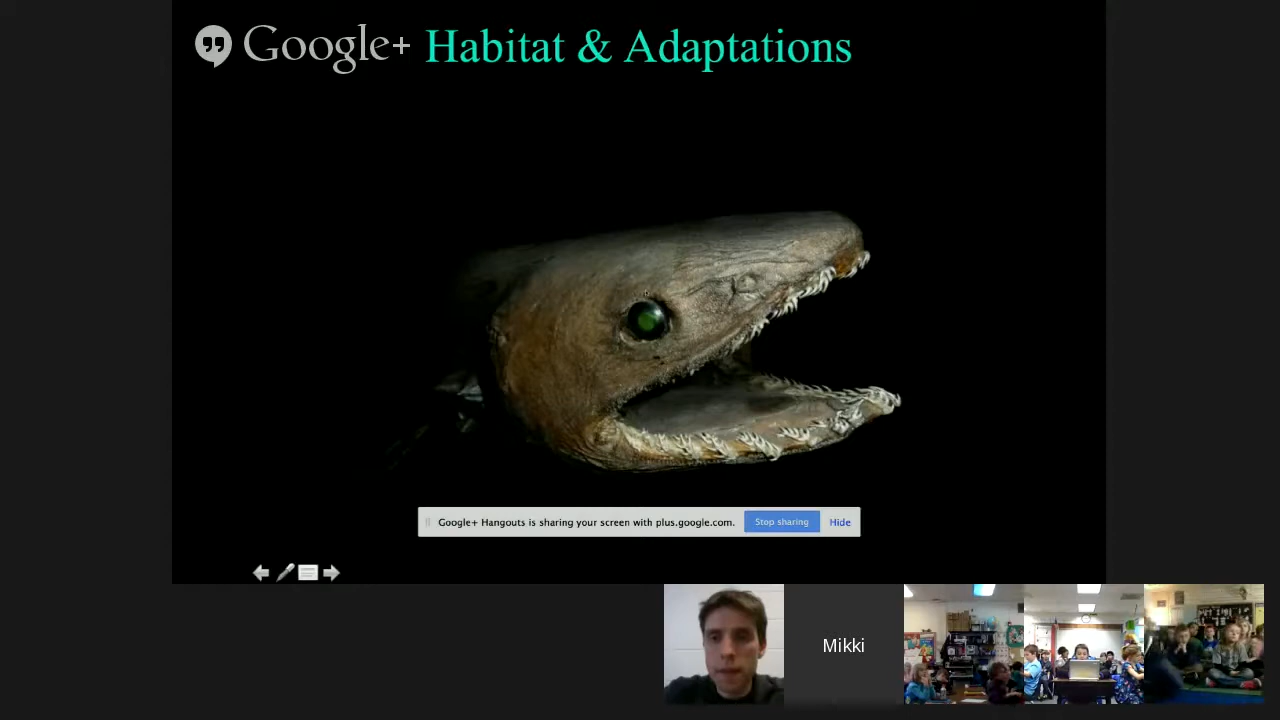 Google+ Habitat & Adaptations
Google+ Hangouts is sharing your screen with plus.google.com. Stop sharing Hide
Mikki